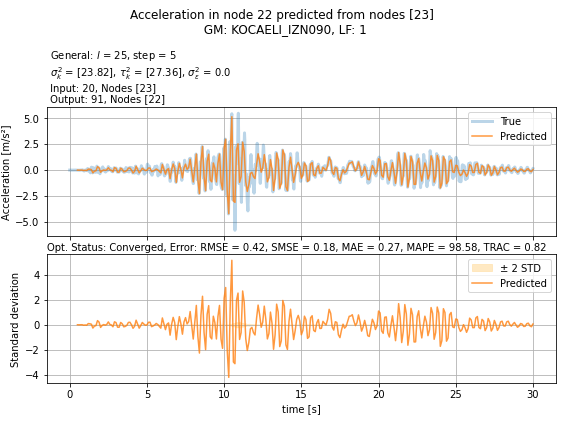 Acceleration in node 22 predicted from nodes [23]
GM: KOCAELI_IZN090, LF: 1
General: l = 25, step = 5
σ²ₖ = [23.82], τ²ₖ = [27.36], σ²ε = 0.0
Input: 20, Nodes [23]
Output: 91, Nodes [22]
Acceleration [m/s²]
5.0
2.5
0.0
−2.5
−5.0
True
Predicted
Opt. Status: Converged, Error: RMSE = 0.42, SMSE = 0.18, MAE = 0.27, MAPE = 98.58, TRAC = 0.82
Standard deviation
4
2
0
−2
−4
± 2 STD
Predicted
0 5 10 15 20 25 30
time [s]